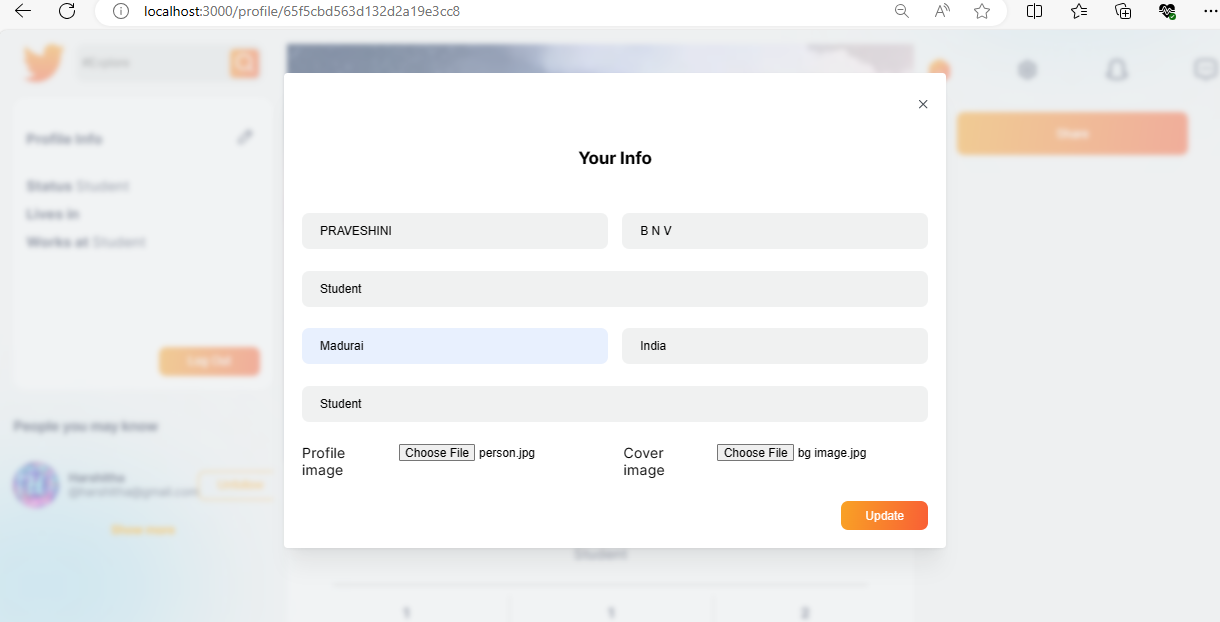 localhost:3000/profile/65f5cbd563d132d2a19e3cc8
Profile Info
Status Student
Lives in
Works at Student
Log Out
People you may know
Harshitha
@harshitha@gmail.com
Show more
Share
Your Info
PRAVESHINI B N V
Student
Madurai India
Student
Profile image Choose File person.jpg Cover image Choose File bg image.jpg
Update
Student
1 1 2